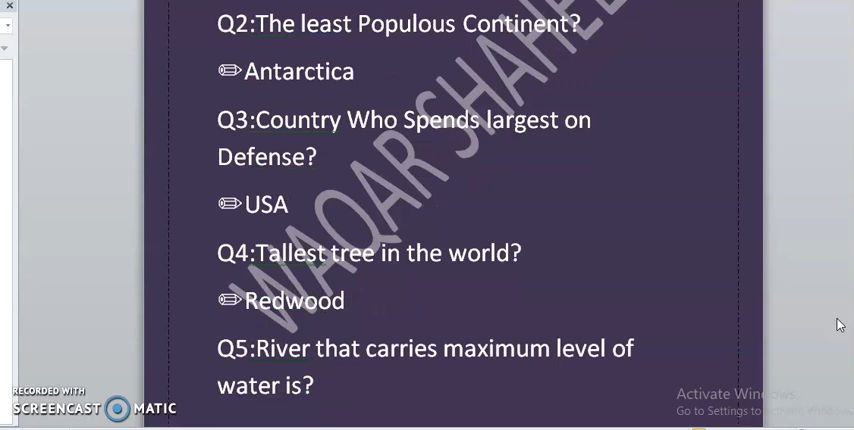 Q2:The least Populous Continent?
✏Antarctica
Q3:Country Who Spends largest on
Defense?
✏USA
Q4:Tallest tree in the world?
✏Redwood
Q5:River that carries maximum level of
water is?
WAQAR SHAHE
RECORDED WITH
SCREENCAST MATIC
Activate Windows
Go to Settings to activate Windows.